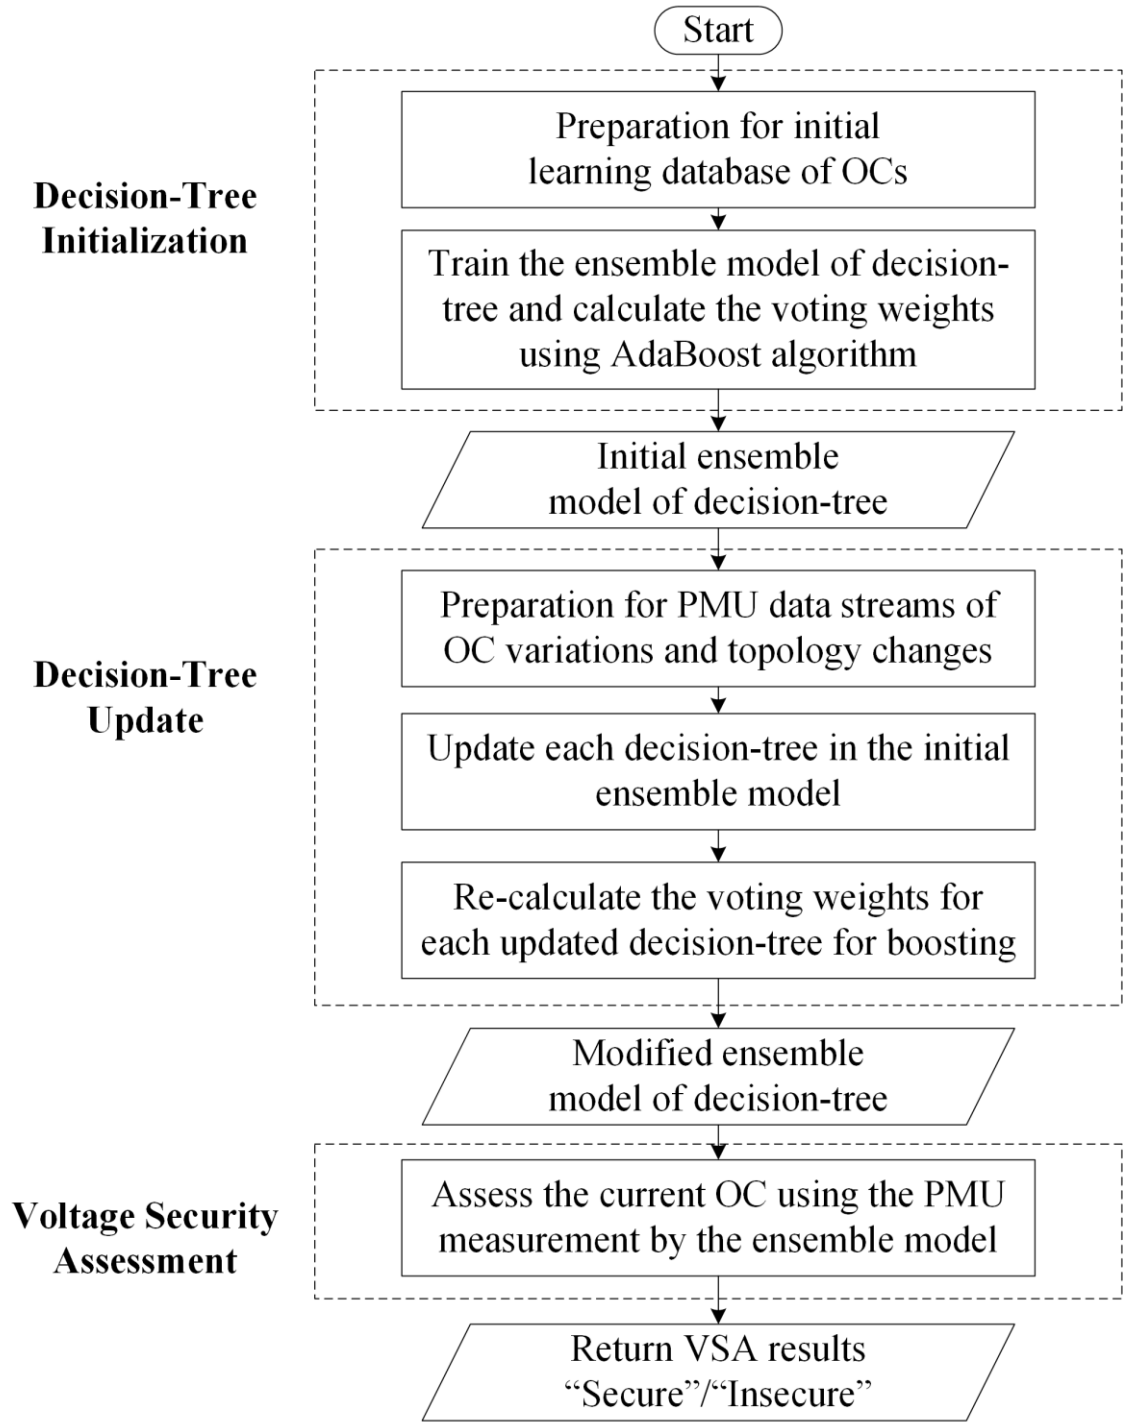 Start
Decision-Tree
Initialization
Preparation for initial
learning database of OCs
Train the ensemble model of decision-
tree and calculate the voting weights
using AdaBoost algorithm
Initial ensemble
model of decision-tree
Decision-Tree
Update
Preparation for PMU data streams of
OC variations and topology changes
Update each decision-tree in the initial
ensemble model
Re-calculate the voting weights for
each updated decision-tree for boosting
Modified ensemble
model of decision-tree
Voltage Security
Assessment
Assess the current OC using the PMU
measurement by the ensemble model
Return VSA results
“Secure”/“Insecure”